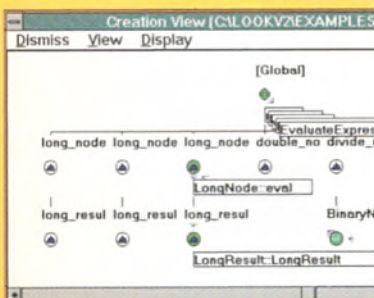 Creation View [C:\LOOKV2\EXAMPLES
Dismiss View Display
[Global]
EvaluateExpres
long_node long_node long_node double_no divide_
LongNode::eval
long_resul long_resul long_resul BinaryN
LongResult::LongResult